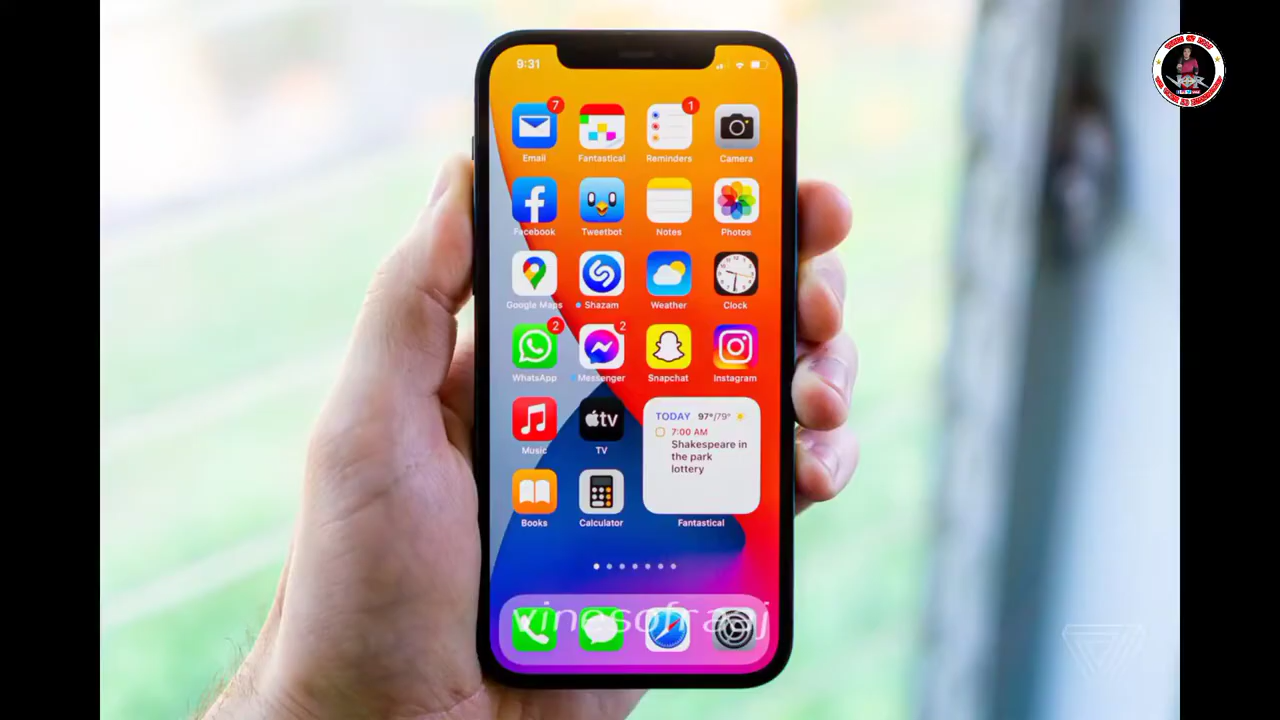 9:31
7
1
Email Fantastical Reminders Camera
Facebook Tweetbot Notes Photos
Google Maps Shazam Weather Clock
2
2
WhatsApp Messenger Snapchat Instagram
tv
TODAY 97°/79°
7:00 AM
Shakespeare in
the park
lottery
Music TV
Books Calculator Fantastical
vinesofraaj